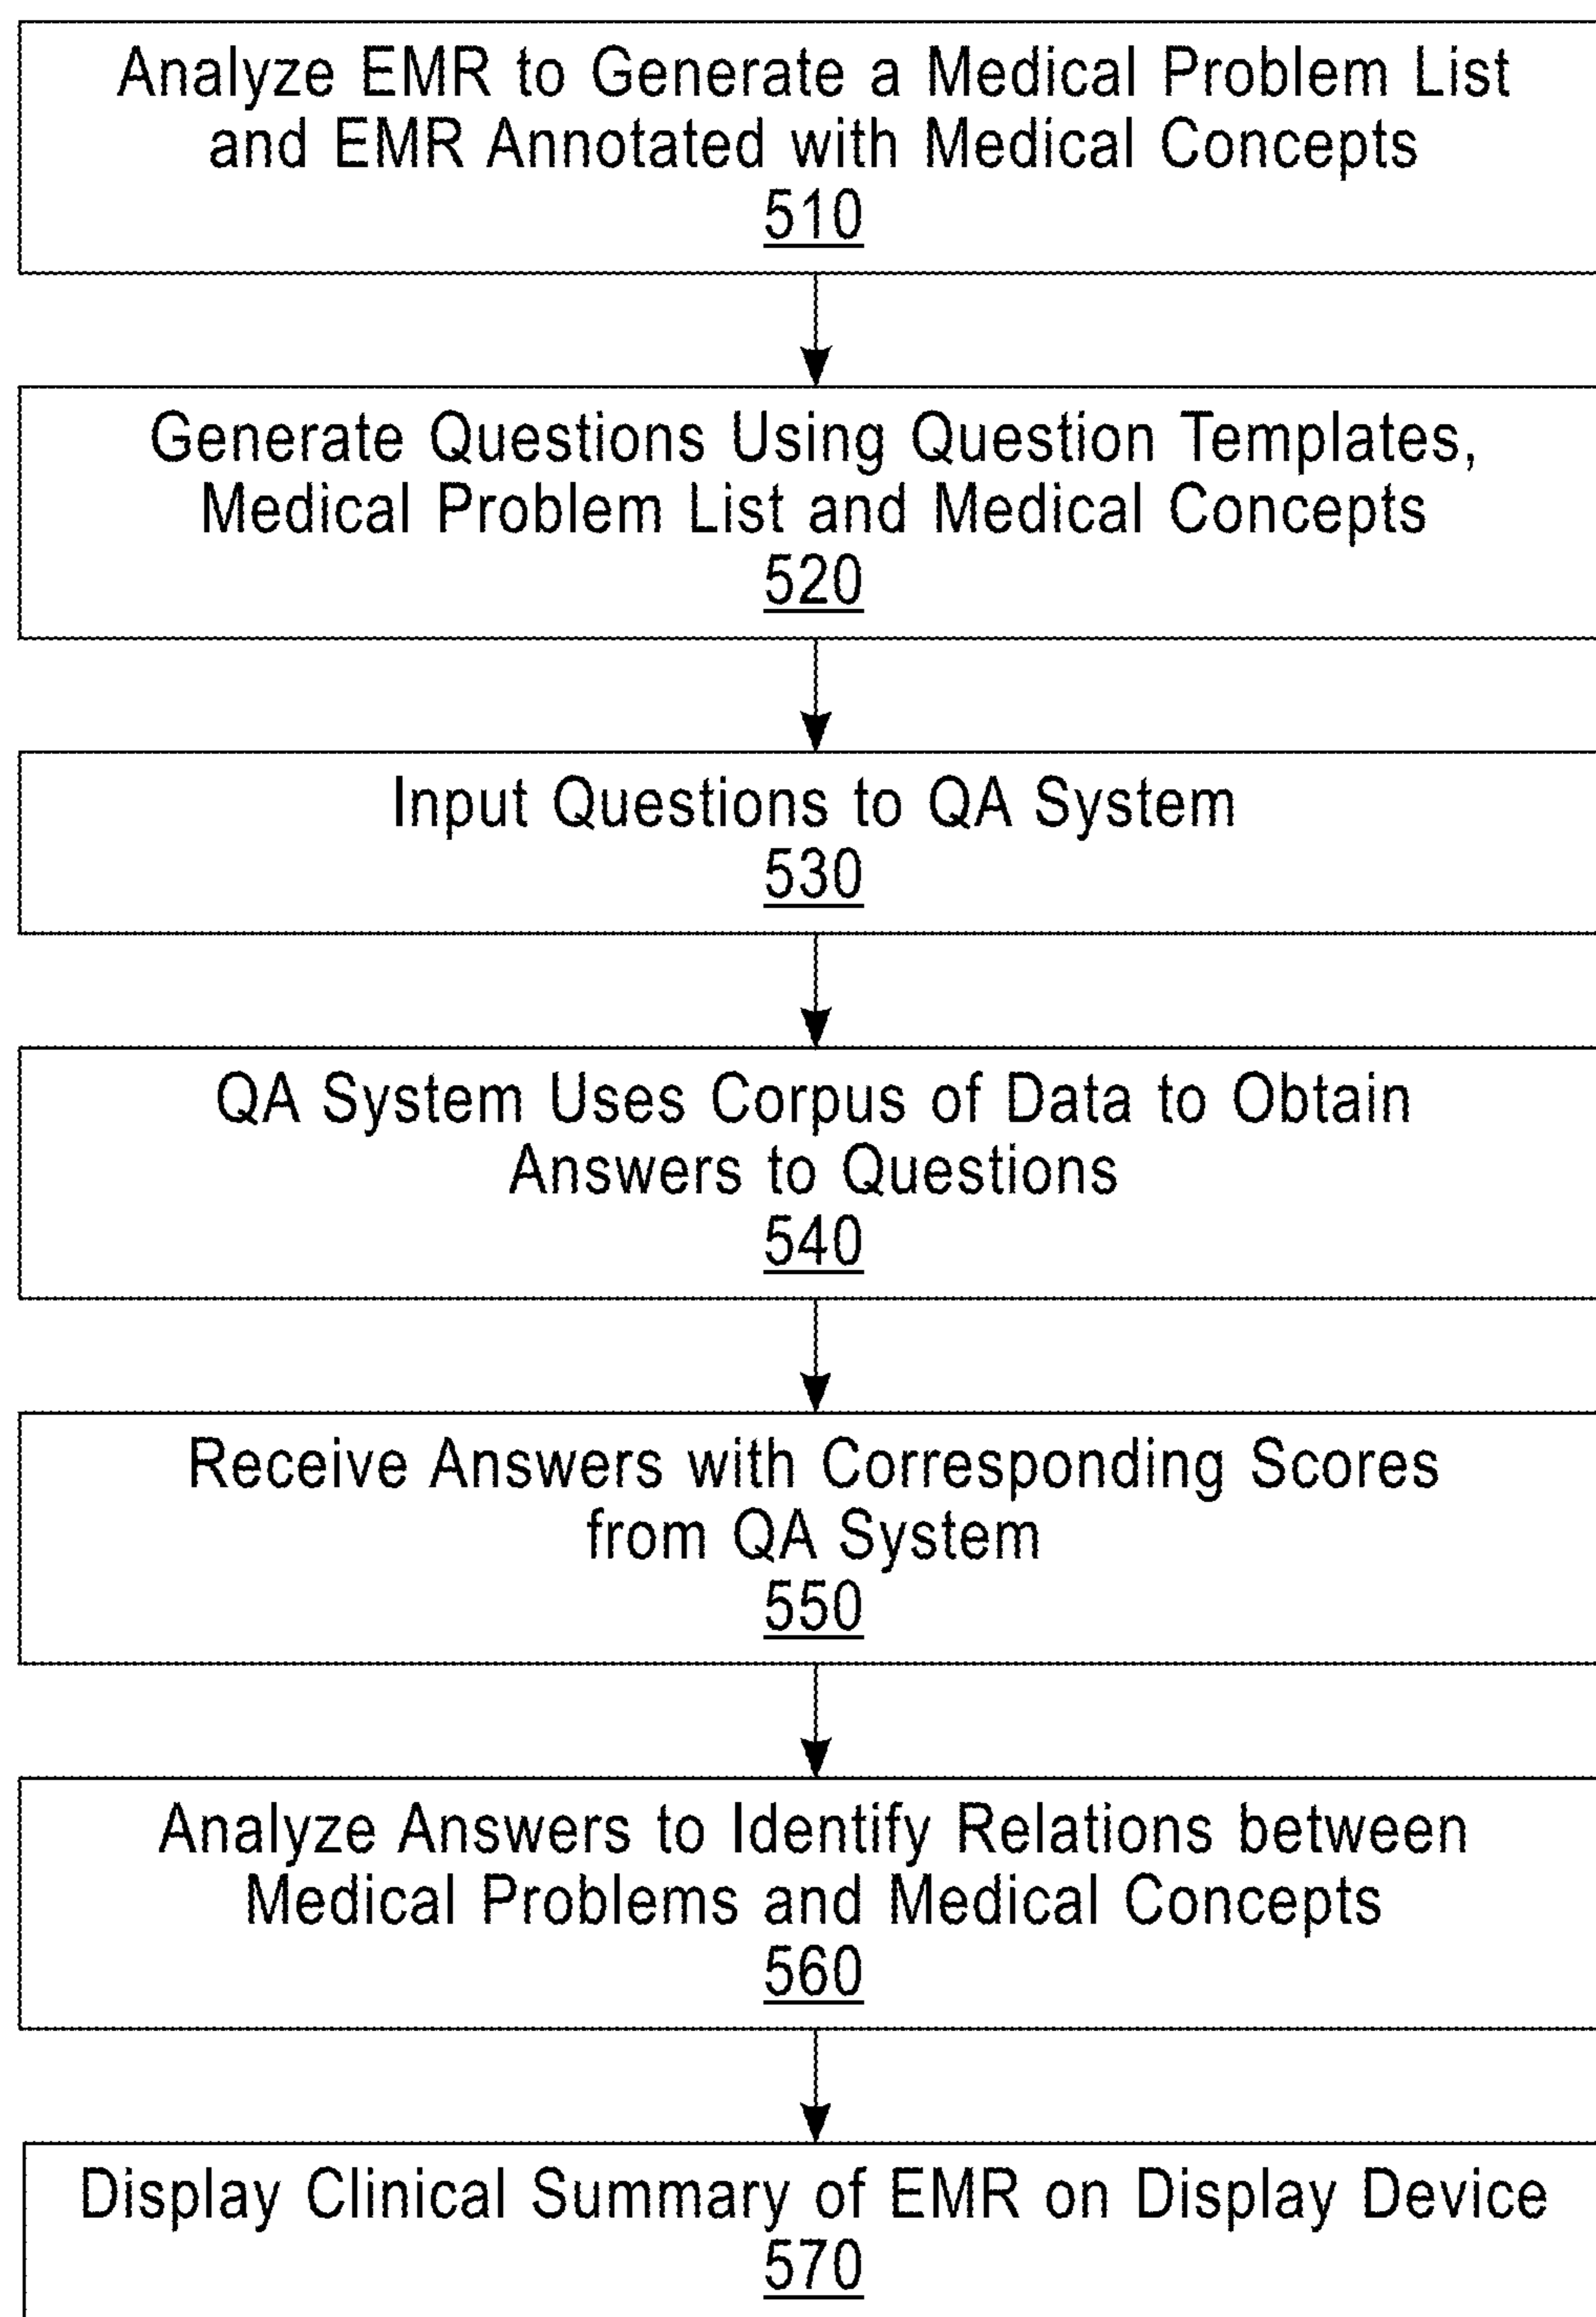 Analyze EMR to Generate a Medical Problem List
and EMR Annotated with Medical Concepts
510
Generate Questions Using Question Templates,
Medical Problem List and Medical Concepts
520
Input Questions to QA System
530
QA System Uses Corpus of Data to Obtain
Answers to Questions
540
Receive Answers with Corresponding Scores
from QA System
550
Analyze Answers to Identify Relations between
Medical Problems and Medical Concepts
560
Display Clinical Summary of EMR on Display Device
570